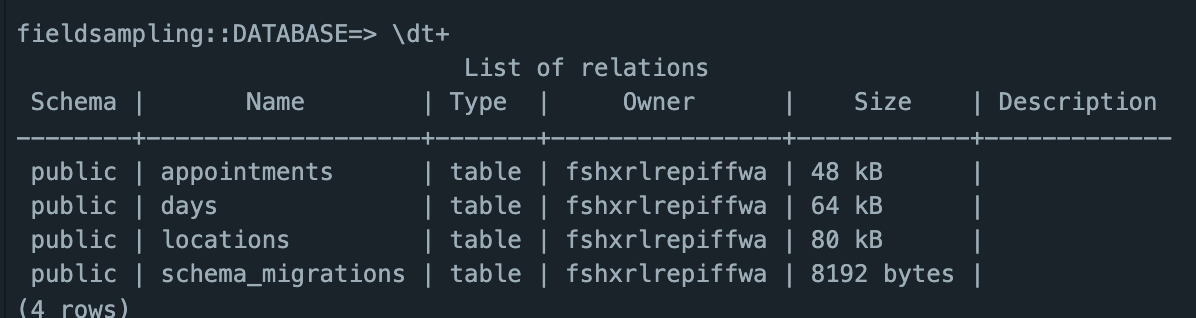 fieldsampling::DATABASE=> \dt+
List of relations
Schema | Name | Type | Owner | Size | Description
--------+-------------------+-------+----------------+------------+-------------
public | appointments | table | fshxrlrepiffwa | 48 kB |
public | days | table | fshxrlrepiffwa | 64 kB |
public | locations | table | fshxrlrepiffwa | 80 kB |
public | schema_migrations | table | fshxrlrepiffwa | 8192 bytes |
(4 rows)